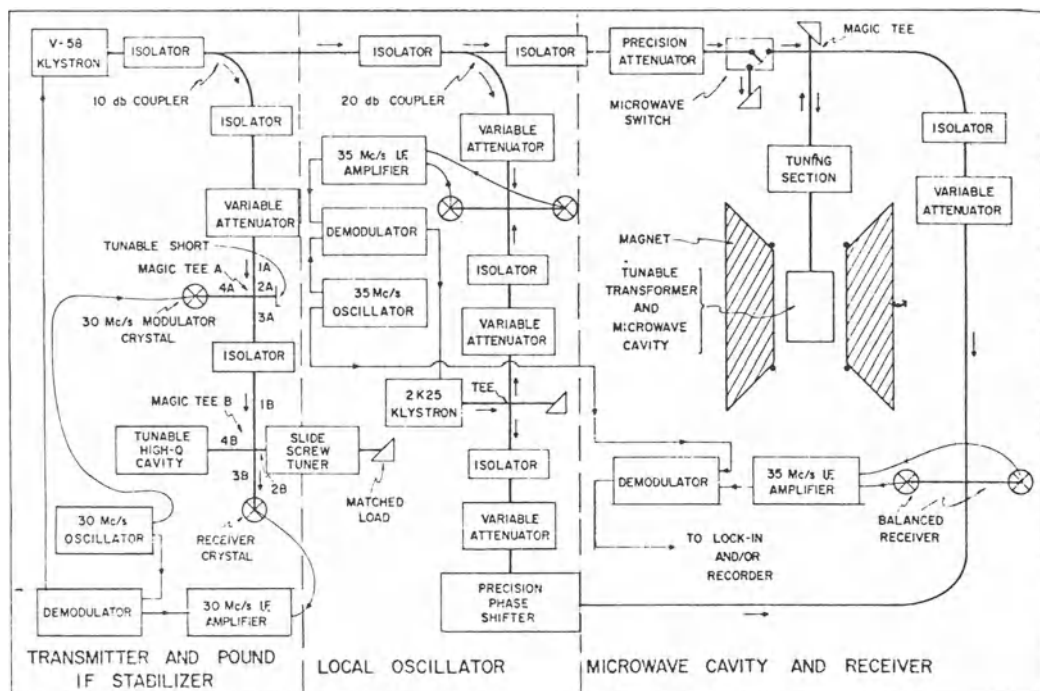 V-58
KLYSTRON
ISOLATOR
10 db COUPLER
ISOLATOR
VARIABLE
ATTENUATOR
TUNABLE SHORT
MAGIC TEE A
1A
4A
2A
3A
30 Mc/s MODULATOR
CRYSTAL
ISOLATOR
MAGIC TEE B
1B
4B
TUNABLE
HIGH-Q
CAVITY
SLIDE
SCREW
TUNER
3B
2B
MATCHED
LOAD
RECEIVER
CRYSTAL
30 Mc/s
OSCILLATOR
DEMODULATOR
30 Mc/s I.F.
AMPLIFIER
TRANSMITTER AND POUND
IF STABILIZER
ISOLATOR
ISOLATOR
20 db COUPLER
VARIABLE
ATTENUATOR
35 Mc/s I.F.
AMPLIFIER
DEMODULATOR
35 Mc/s
OSCILLATOR
ISOLATOR
VARIABLE
ATTENUATOR
2K25
KLYSTRON
TEE
ISOLATOR
VARIABLE
ATTENUATOR
PRECISION
PHASE
SHIFTER
LOCAL OSCILLATOR
PRECISION
ATTENUATOR
MAGIC TEE
MICROWAVE
SWITCH
ISOLATOR
TUNING
SECTION
VARIABLE
ATTENUATOR
MAGNET
TUNABLE
TRANSFORMER
AND
MICROWAVE
CAVITY
DEMODULATOR
35 Mc/s I.F.
AMPLIFIER
BALANCED
RECEIVER
TO LOCK-IN
AND/OR
RECORDER
MICROWAVE CAVITY AND RECEIVER